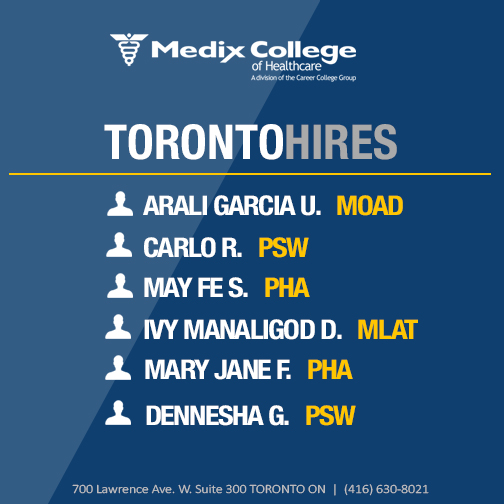 Medix College
of Healthcare
A division of the Career College Group
TORONTOHIRES
ARALI GARCIA U. MOAD
CARLO R. PSW
MAY FE S. PHA
IVY MANALIGOD D. MLAT
MARY JANE F. PHA
DENNESHA G. PSW
700 Lawrence Ave. W. Suite 300 TORONTO ON | (416) 630-8021